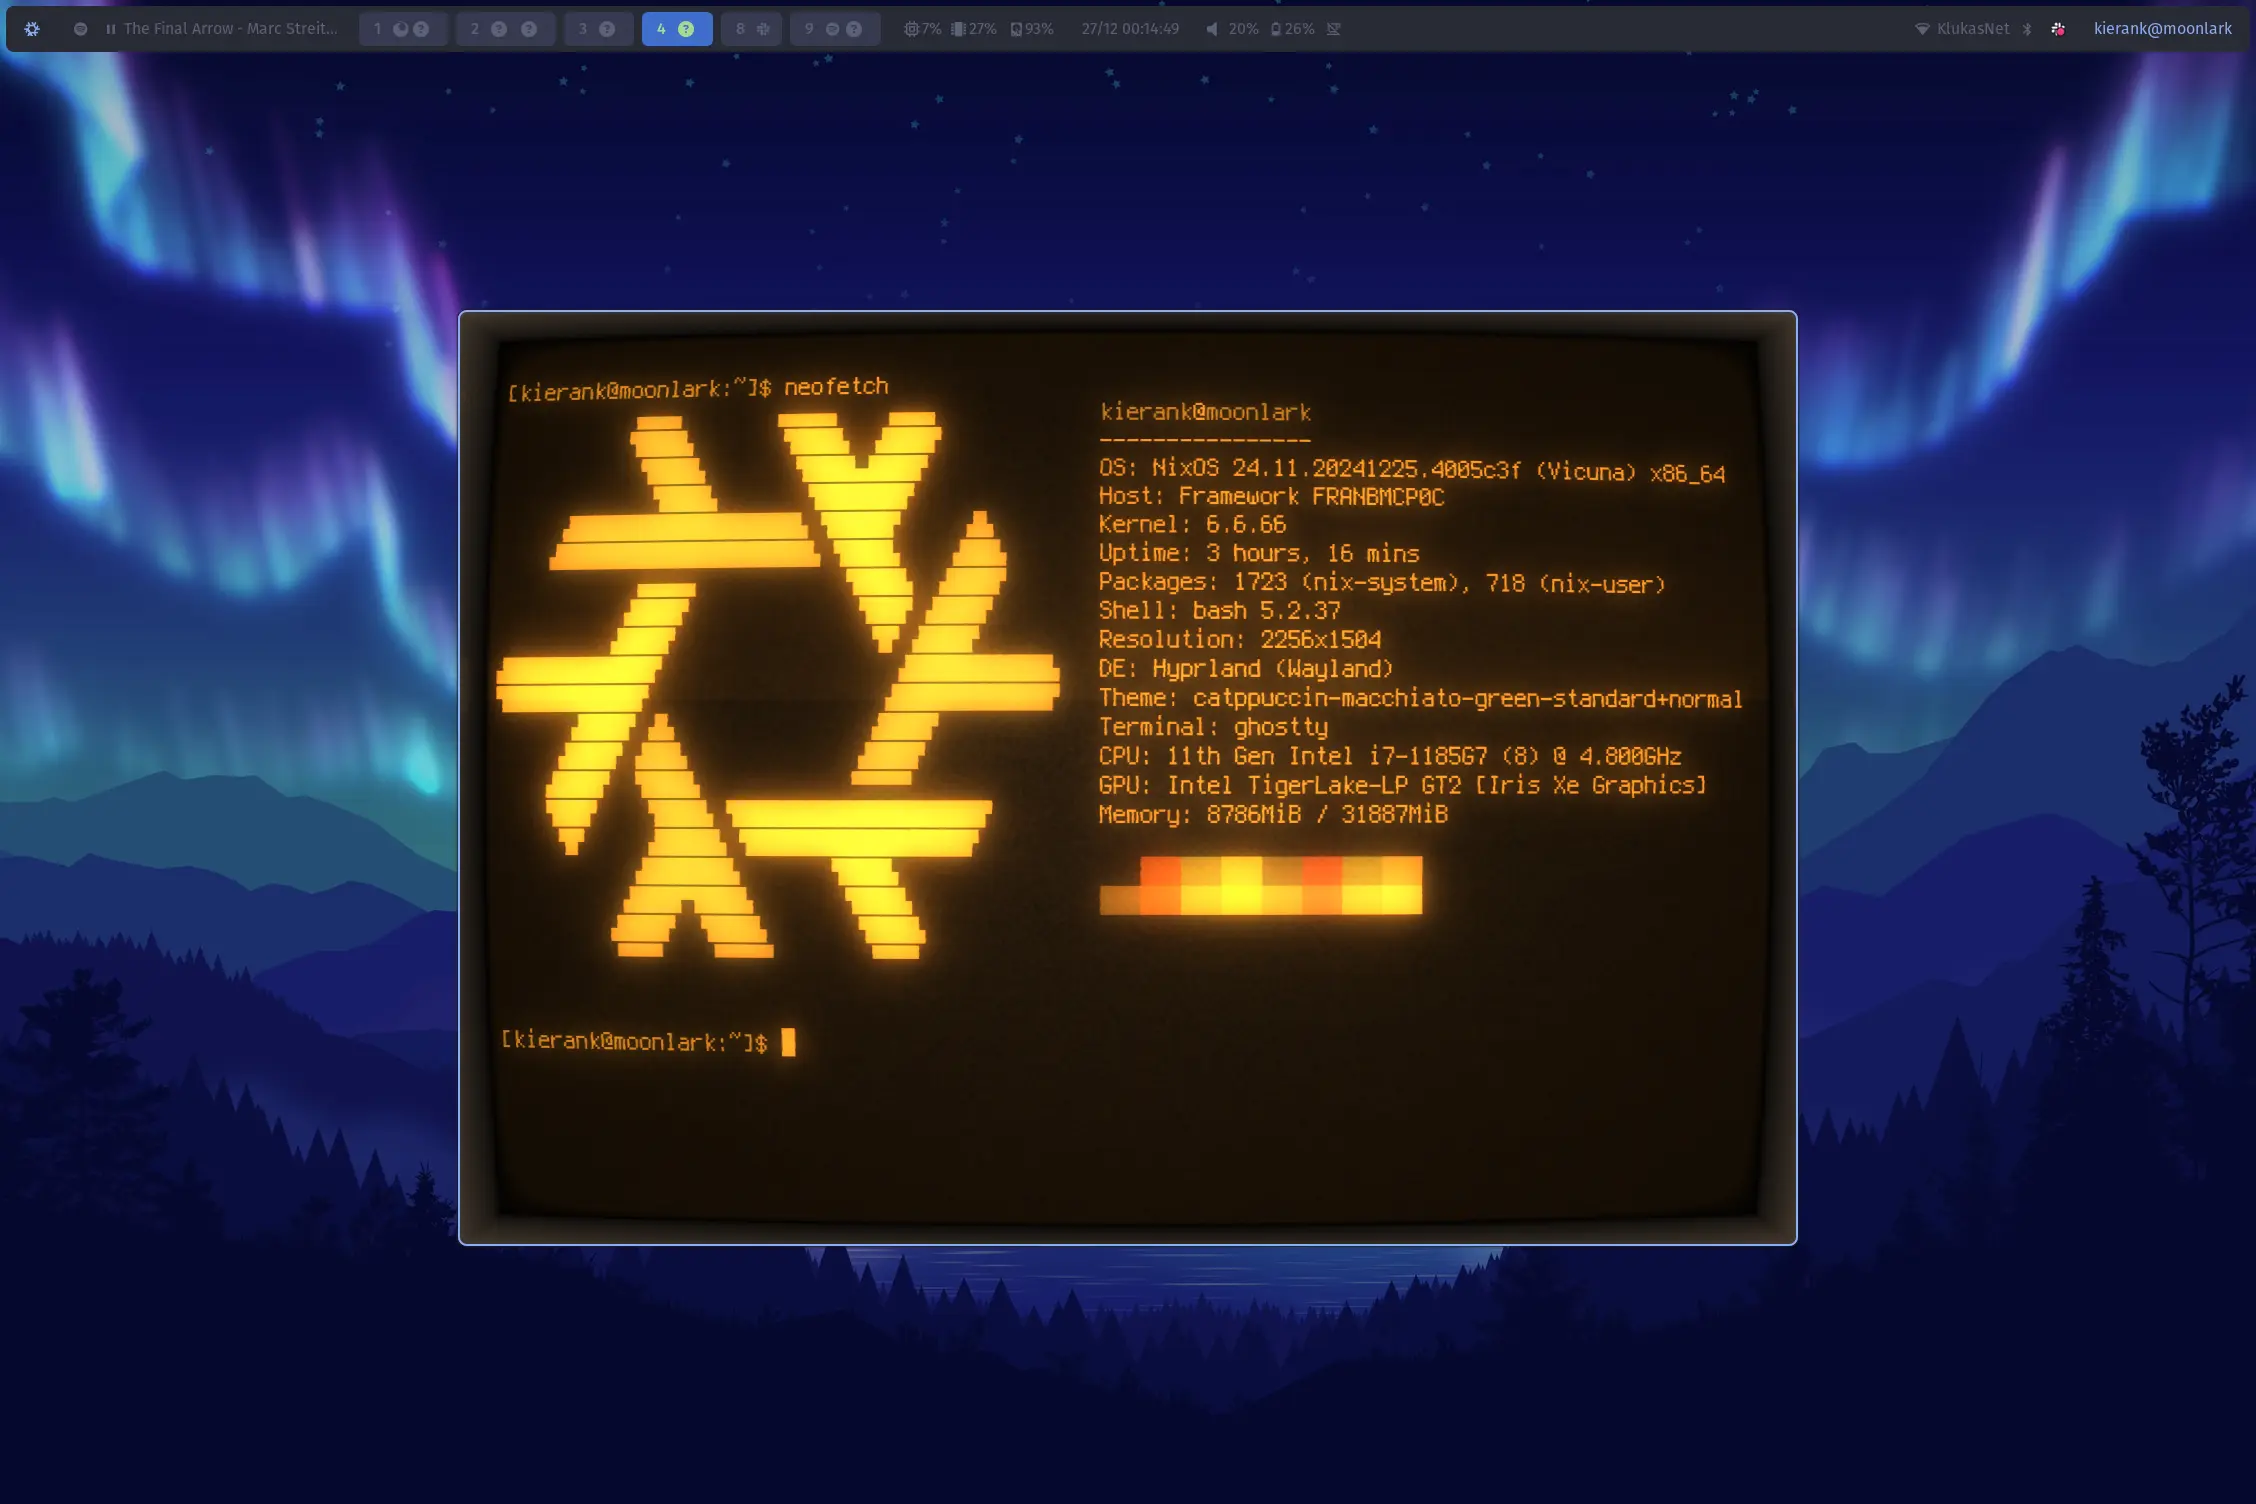 The Final Arrow - Marc Streit... 1 2 3 4 8 9 7% 27% 93% 27/12 00:14:49 20% 26% KlukasNet kierank@moonlark
[kierank@moonlark:~]$ neofetch
kierank@moonlark
----------------
OS: NixOS 24.11.20241225.4005c3f (Vicuna) x86_64
Host: Framework FRANBMCP0C
Kernel: 6.6.66
Uptime: 3 hours, 16 mins
Packages: 1723 (nix-system), 718 (nix-user)
Shell: bash 5.2.37
Resolution: 2256x1504
DE: Hyprland (Wayland)
Theme: catppuccin-macchiato-green-standard+normal
Terminal: ghostty
CPU: 11th Gen Intel i7-1185G7 (8) @ 4.800GHz
GPU: Intel TigerLake-LP GT2 [Iris Xe Graphics]
Memory: 8786MiB / 31887MiB
[kierank@moonlark:~]$